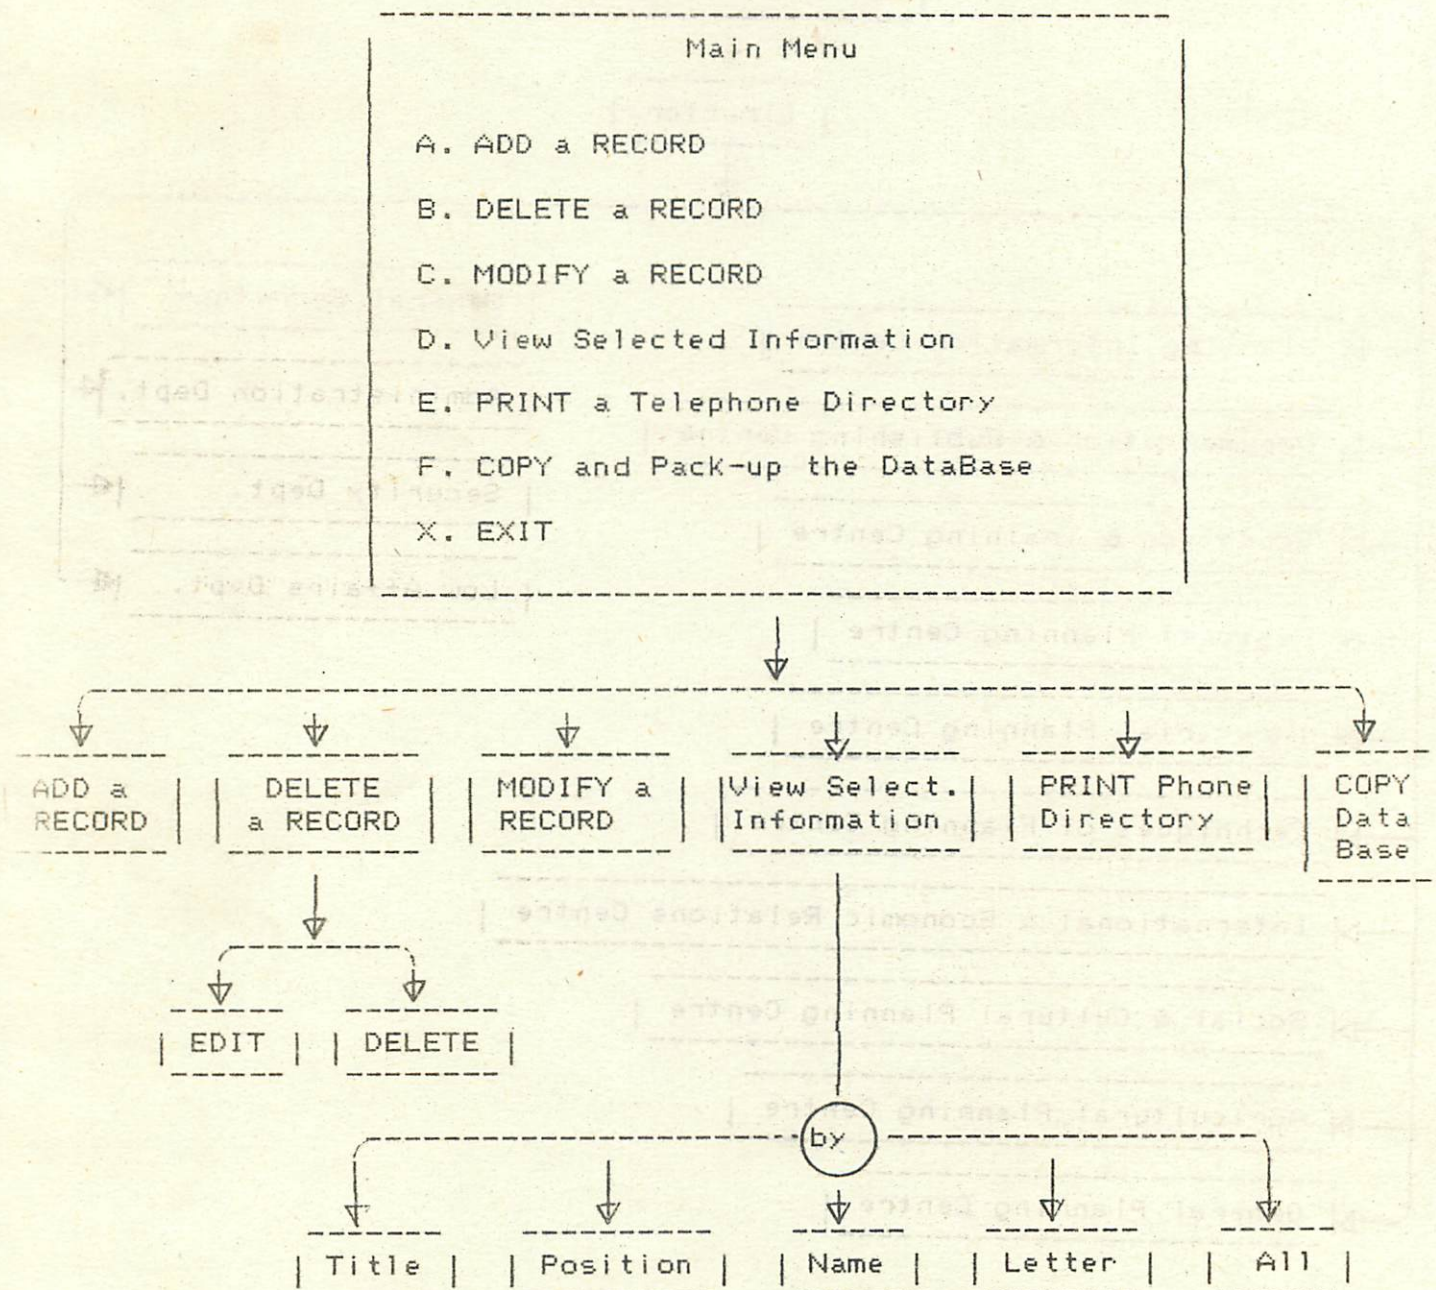 Main Menu
A. ADD a RECORD
B. DELETE a RECORD
C. MODIFY a RECORD
D. View Selected Information
E. PRINT a Telephone Directory
F. COPY and Pack-up the DataBase
X. EXIT
ADD a
RECORD
DELETE
a RECORD
MODIFY a
RECORD
View Select.
Information
PRINT Phone
Directory
COPY
Data
Base
EDIT
DELETE
by
Title
Position
Name
Letter
All